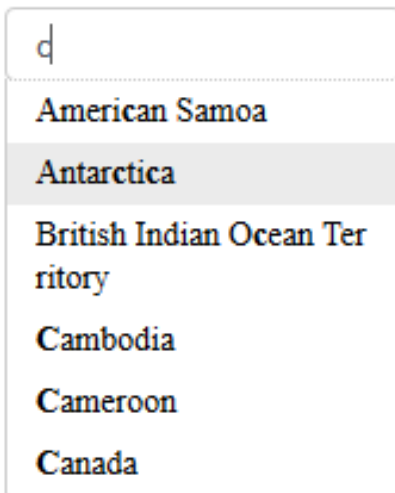 c
American Samoa
Antarctica
British Indian Ocean Ter
ritory
Cambodia
Cameroon
Canada